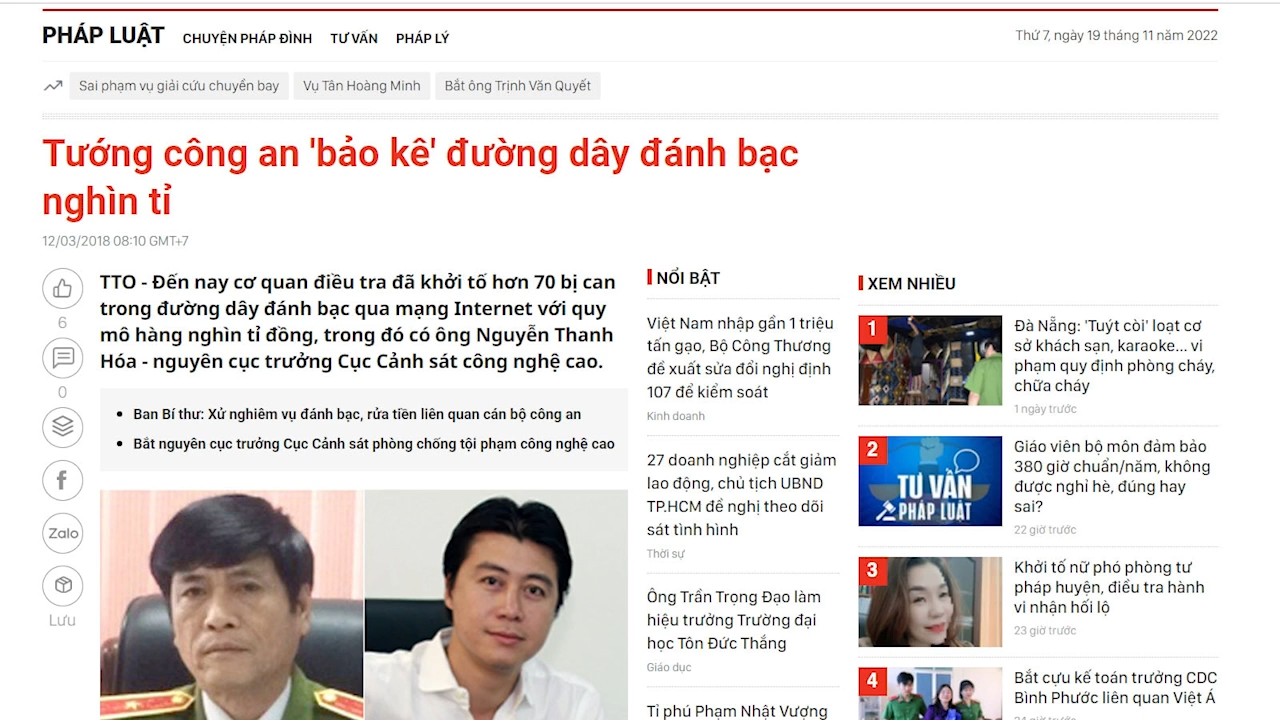 PHÁP LUẬT CHUYỆN PHÁP ĐÌNH TƯ VẤN PHÁP LÝ
Thứ 7, ngày 19 tháng 11 năm 2022
Sai phạm vụ giải cứu chuyến bay Vụ Tân Hoàng Minh Bắt ông Trịnh Văn Quyết
Tướng công an 'bảo kê' đường dây đánh bạc
nghìn tỉ
12/03/2018 08:10 GMT+7
6
0
Zalo
Lưu
TTO - Đến nay cơ quan điều tra đã khởi tố hơn 70 bị can
trong đường dây đánh bạc qua mạng Internet với quy
mô hàng nghìn tỉ đồng, trong đó có ông Nguyễn Thanh
Hóa - nguyên cục trưởng Cục Cảnh sát công nghệ cao.
• Ban Bí thư: Xử nghiêm vụ đánh bạc, rửa tiền liên quan cán bộ công an
• Bắt nguyên cục trưởng Cục Cảnh sát phòng chống tội phạm công nghệ cao
NỔI BẬT
Việt Nam nhập gần 1 triệu
tấn gạo, Bộ Công Thương
đề xuất sửa đổi nghị định
107 để kiểm soát
Kinh doanh
27 doanh nghiệp cắt giảm
lao động, chủ tịch UBND
TP.HCM đề nghị theo dõi
sát tình hình
Thời sự
Ông Trần Trọng Đạo làm
hiệu trưởng Trường đại
học Tôn Đức Thắng
Giáo dục
Tỉ phú Phạm Nhật Vượng
XEM NHIỀU
1
Đà Nẵng: 'Tuýt còi' loạt cơ
sở khách sạn, karaoke... vi
phạm quy định phòng cháy,
chữa cháy
1 ngày trước
2
TƯ VẤN
PHÁP LUẬT
Giáo viên bộ môn đảm bảo
380 giờ chuẩn/năm, không
được nghỉ hè, đúng hay
sai?
22 giờ trước
3
Khởi tố nữ phó phòng tư
pháp huyện, điều tra hành
vi nhận hối lộ
23 giờ trước
4
Bắt cựu kế toán trưởng CDC
Bình Phước liên quan Việt Á